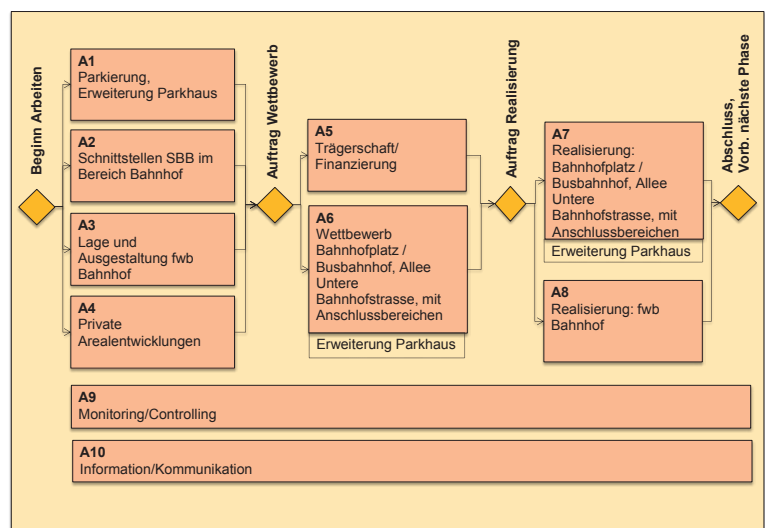 Beginn Arbeiten
A1
Parkierung,
Erweiterung Parkhaus
A2
Schnittstellen SBB im
Bereich Bahnhof
A3
Lage und
Ausgestaltung fwb
Bahnhof
A4
Private
Arealentwicklungen
Auftrag Wettbewerb
A5
Trägerschaft/
Finanzierung
A6
Wettbewerb
Bahnhofplatz /
Busbahnhof, Allee
Untere
Bahnhofstrasse, mit
Anschlussbereichen
Erweiterung Parkhaus
Auftrag Realisierung
A7
Realisierung:
Bahnhofplatz /
Busbahnhof, Allee
Untere
Bahnhofstrasse, mit
Anschlussbereichen
Erweiterung Parkhaus
A8
Realisierung: fwb
Bahnhof
Abschluss,
Vorb. nächste Phase
A9
Monitoring/Controlling
A10
Information/Kommunikation